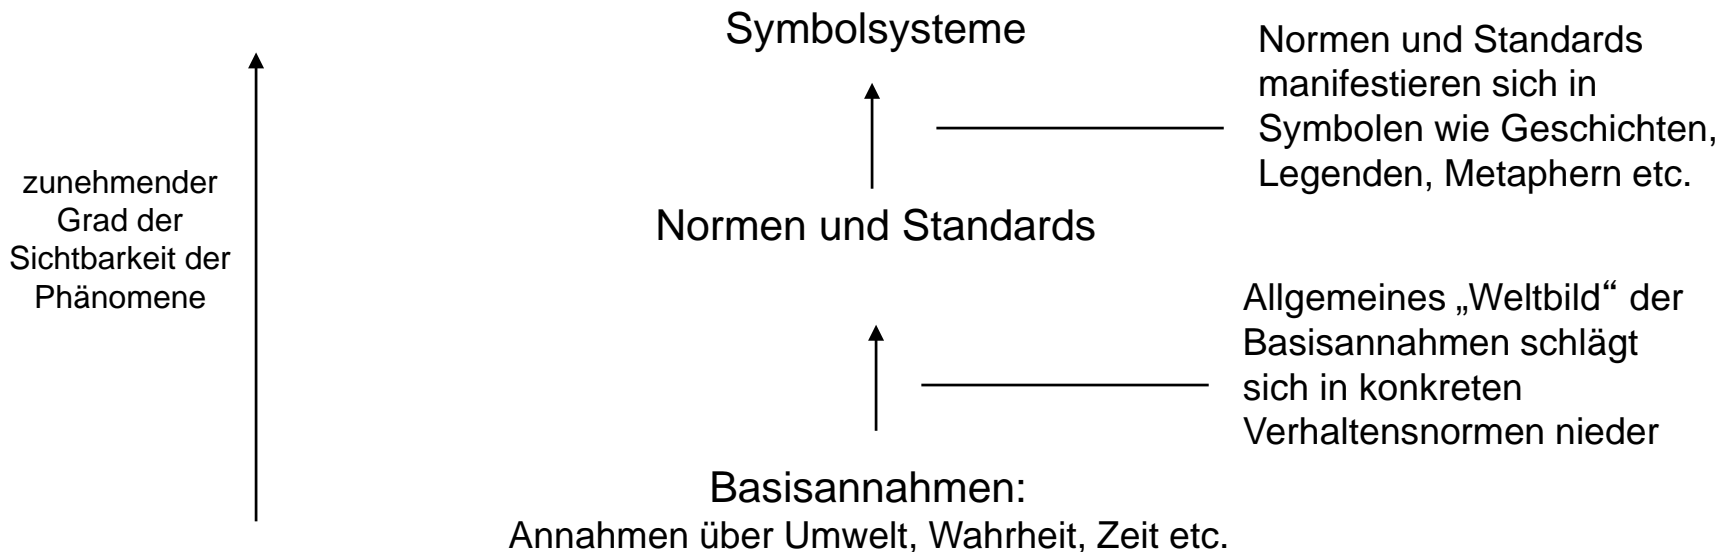 Symbolsysteme
Normen und Standards
manifestieren sich in
Symbolen wie Geschichten,
Legenden, Metaphern etc.
zunehmender
Grad der
Sichtbarkeit der
Phänomene
Normen und Standards
Allgemeines „Weltbild“ der
Basisannahmen schlägt
sich in konkreten
Verhaltensnormen nieder
Basisannahmen:
Annahmen über Umwelt, Wahrheit, Zeit etc.